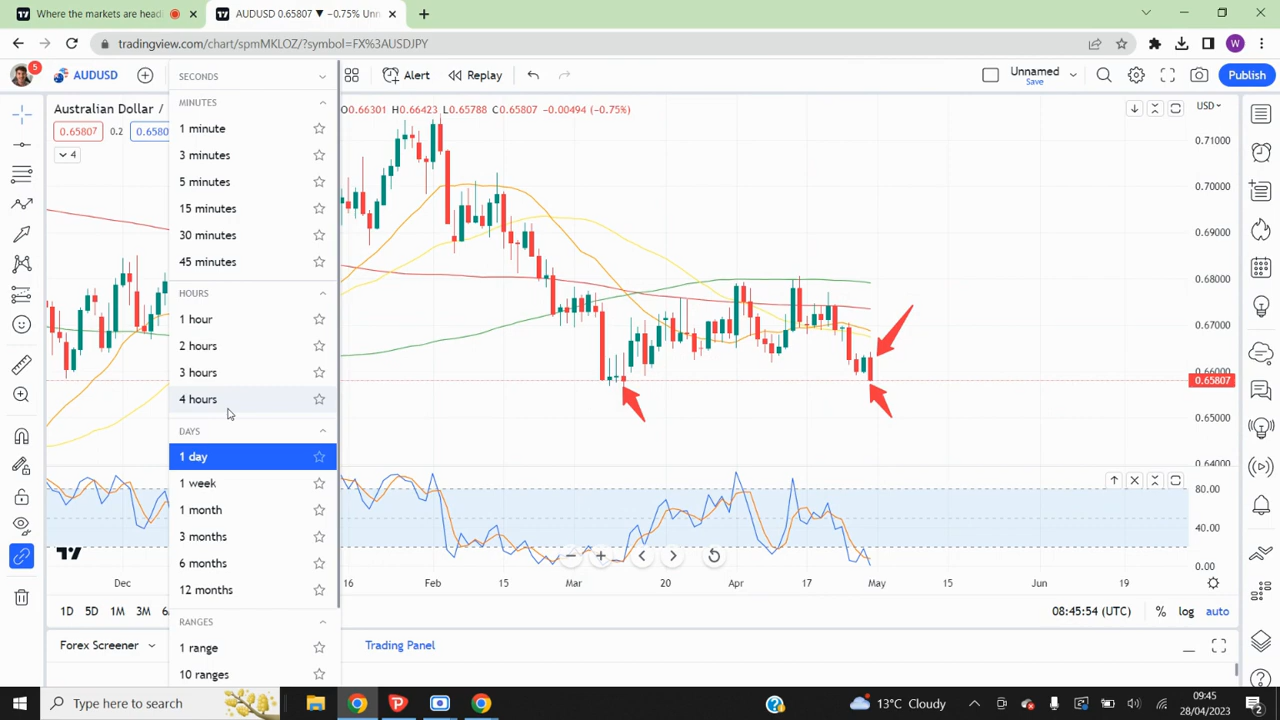 Where the markets are headi
AUDUSD 0.65807 ▼ −0.75% Unn
tradingview.com/chart/spmMKLOZ/?symbol=FX%3AUSDJPY
W
5
AUDUSD
Alert
Replay
Unnamed
Save
Publish
Australian Dollar /
O0.66301 H0.66423 L0.65788 C0.65807 −0.00494 (−0.75%)
USD
0.65807
0.2
0.6580
4
SECONDS
MINUTES
1 minute
3 minutes
5 minutes
15 minutes
30 minutes
45 minutes
HOURS
1 hour
2 hours
3 hours
4 hours
DAYS
1 day
1 week
1 month
3 months
6 months
12 months
RANGES
1 range
10 ranges
0.71000
0.70000
0.69000
0.68000
0.67000
0.66000
0.65807
0.65000
0.64000
80.00
40.00
0.00
Dec
16
Feb
15
Mar
20
Apr
17
May
15
Jun
19
1D
5D
1M
3M
08:45:54 (UTC)
%
log
auto
Forex Screener
Trading Panel
Type here to search
13°C Cloudy
09:45
28/04/2023
2